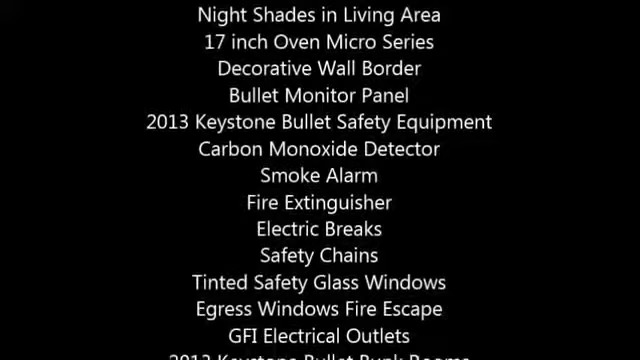 Night Shades in Living Area
17 inch Oven Micro Series
Decorative Wall Border
Bullet Monitor Panel
2013 Keystone Bullet Safety Equipment
Carbon Monoxide Detector
Smoke Alarm
Fire Extinguisher
Electric Breaks
Safety Chains
Tinted Safety Glass Windows
Egress Windows Fire Escape
GFI Electrical Outlets
2013 Keystone Bullet Bunk Rooms